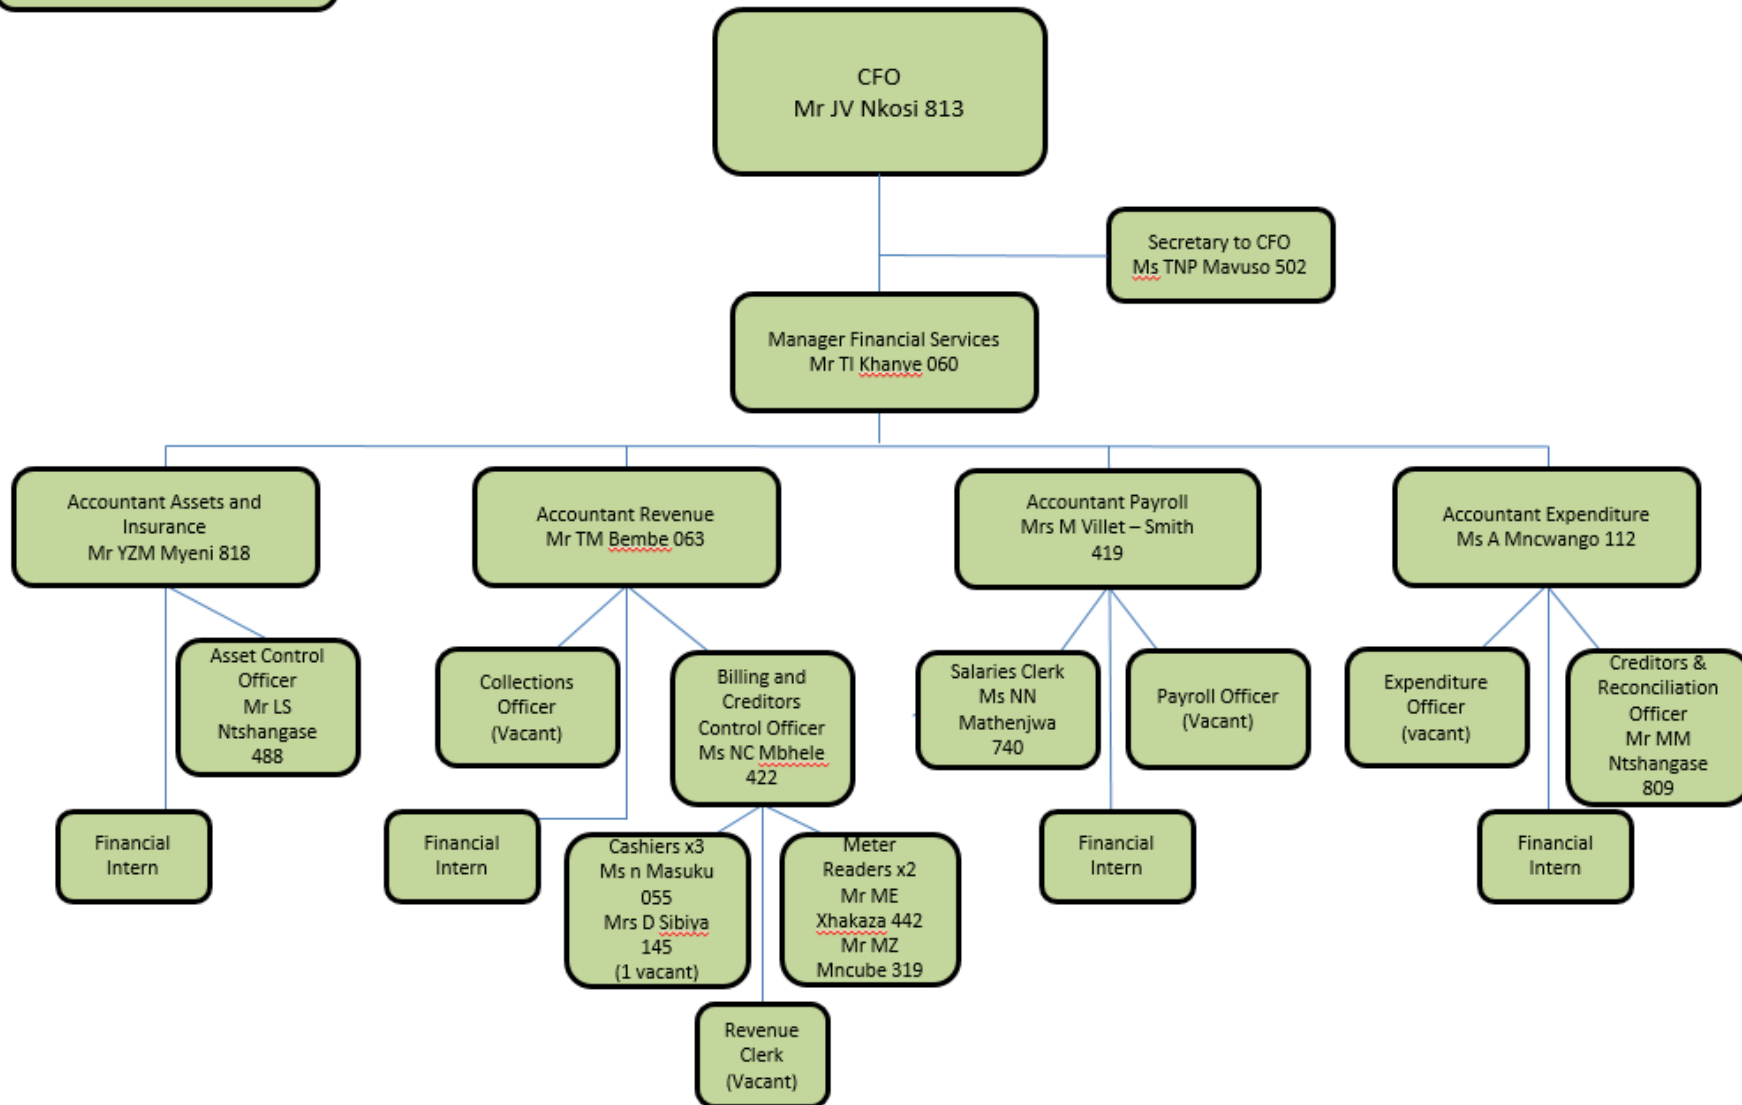 CFO
Mr JV Nkosi 813
Secretary to CFO
Ms TNP Mavuso 502
Manager Financial Services
Mr TI Khanye 060
Accountant Assets and
Insurance
Mr YZM Myeni 818
Accountant Revenue
Mr TM Bembe 063
Accountant Payroll
Mrs M Villet – Smith
419
Accountant Expenditure
Ms A Mncwango 112
Asset Control
Officer
Mr LS
Ntshangase
488
Collections
Officer
(Vacant)
Billing and
Creditors
Control Officer
Ms NC Mbhele
422
Salaries Clerk
Ms NN
Mathenjwa
740
Payroll Officer
(Vacant)
Expenditure
Officer
(vacant)
Creditors &
Reconciliation
Officer
Mr MM
Ntshangase
809
Financial
Intern
Financial
Intern
Cashiers x3
Ms n Masuku
055
Mrs D Sibiya
145
(1 vacant)
Meter
Readers x2
Mr ME
Xhakaza 442
Mr MZ
Mncube 319
Financial
Intern
Financial
Intern
Revenue
Clerk
(Vacant)